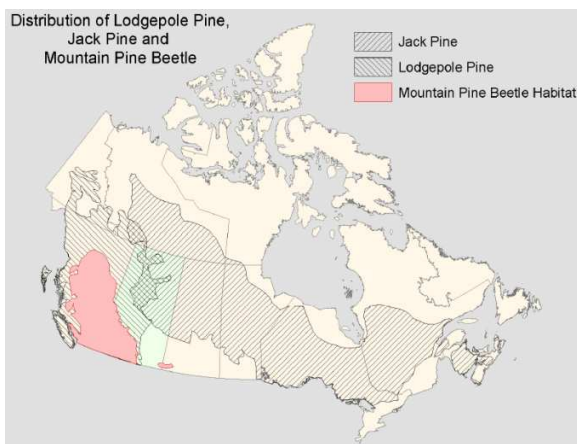 Distribution of Lodgepole Pine,
Jack Pine and
Mountain Pine Beetle
Jack Pine
Lodgepole Pine
Mountain Pine Beetle Habitat